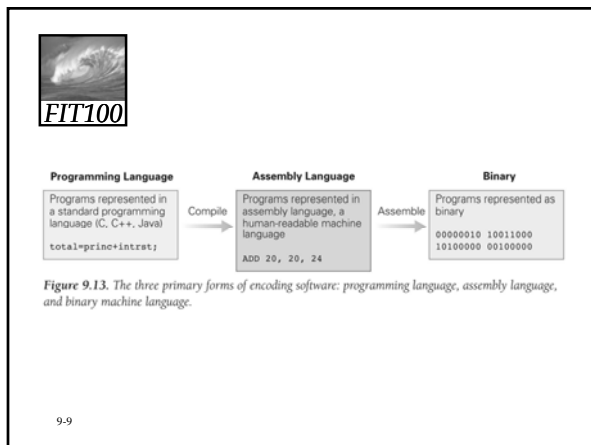 FIT100
Programming Language
Programs represented in
a standard programming
language (C, C++, Java)
total=princ+intrst;
Compile
Assembly Language
Programs represented in
assembly language, a
human-readable machine
language
ADD 20, 20, 24
Assemble
Binary
Programs represented as
binary
00000010 10011000
10100000 00100000
Figure 9.13. The three primary forms of encoding software: programming language, assembly language,
and binary machine language.
9-9